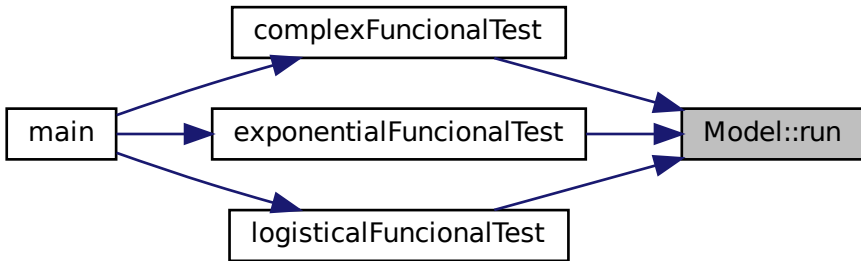 complexFuncionalTest
main
exponentialFuncionalTest
Model::run
logisticalFuncionalTest